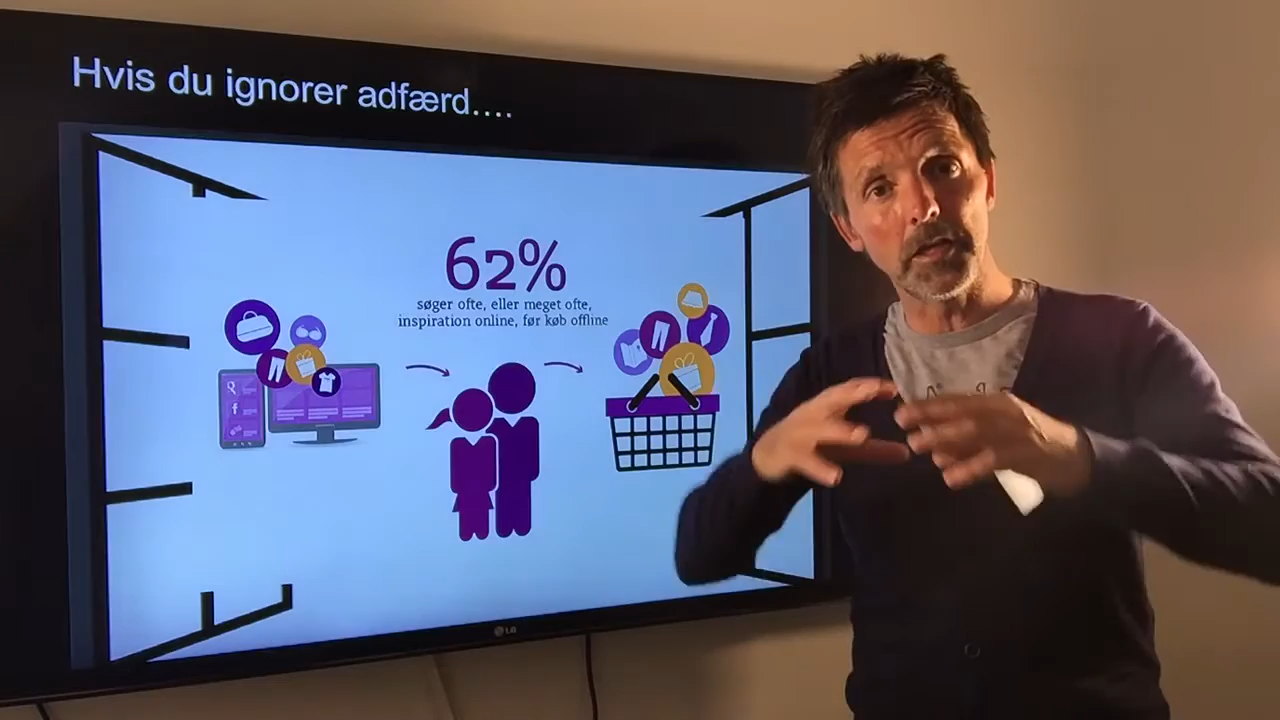 Hvis du ignorer adfærd....
62%
søger ofte, eller meget ofte,
inspiration online, før køb offline
LG